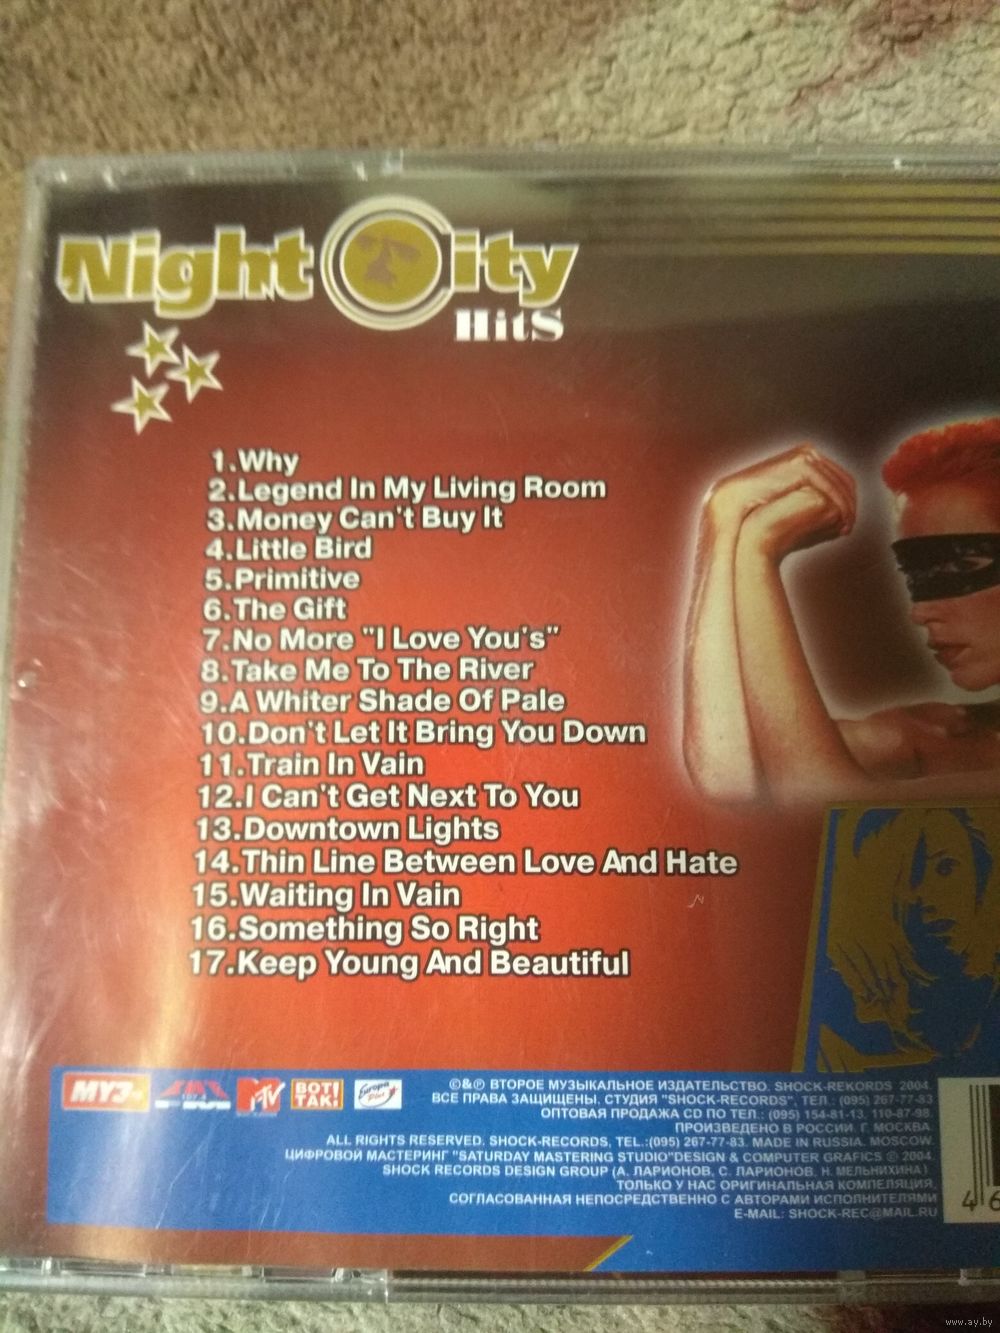 Night City
HitS
1.Why
2.Legend In My Living Room
3.Money Can't Buy It
4.Little Bird
5.Primitive
6.The Gift
7.No More "I Love You's"
8.Take Me To The River
9.A Whiter Shade Of Pale
10.Don't Let It Bring You Down
11.Train In Vain
12.I Can't Get Next To You
13.Downtown Lights
14.Thin Line Between Love And Hate
15.Waiting In Vain
16.Something So Right
17.Keep Young And Beautiful
МУЗ
107.4
MTV
ВОТ!
ТАК!
Europa
Plus
©&℗ ВТОРОЕ МУЗЫКАЛЬНОЕ ИЗДАТЕЛЬСТВО. SHOCK-REKORDS 2004.
ВСЕ ПРАВА ЗАЩИЩЕНЫ. СТУДИЯ "SHOCK-RECORDS", ТЕЛ.: (095) 267-77-83
ОПТОВАЯ ПРОДАЖА CD ПО ТЕЛ.: (095) 154-81-13, 110-87-98.
ПРОИЗВЕДЕНО В РОССИИ. Г. МОСКВА.
ALL RIGHTS RESERVED. SHOCK-RECORDS, TEL.:(095) 267-77-83. MADE IN RUSSIA. MOSCOW.
ЦИФРОВОЙ МАСТЕРИНГ "SATURDAY MASTERING STUDIO"DESIGN & COMPUTER GRAFICS © 2004.
SHOCK RECORDS DESIGN GROUP (А. ЛАРИОНОВ, С. ЛАРИОНОВ, Н. МЕЛЬНИХИНА)
ТОЛЬКО У НАС ОРИГИНАЛЬНАЯ КОМПЕЛЯЦИЯ,
СОГЛАСОВАННАЯ НЕПОСРЕДСТВЕННО С АВТОРАМИ ИСПОЛНИТЕЛЯМИ
E-MAIL: SHOCK-REC@MAIL.RU
46
www.ay.by